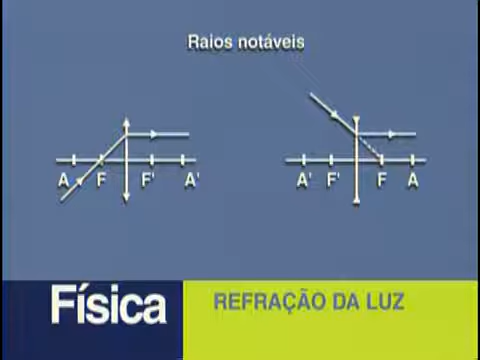 Raios notáveis
A F F' A'
A' F' F A
Física
REFRAÇÃO DA LUZ